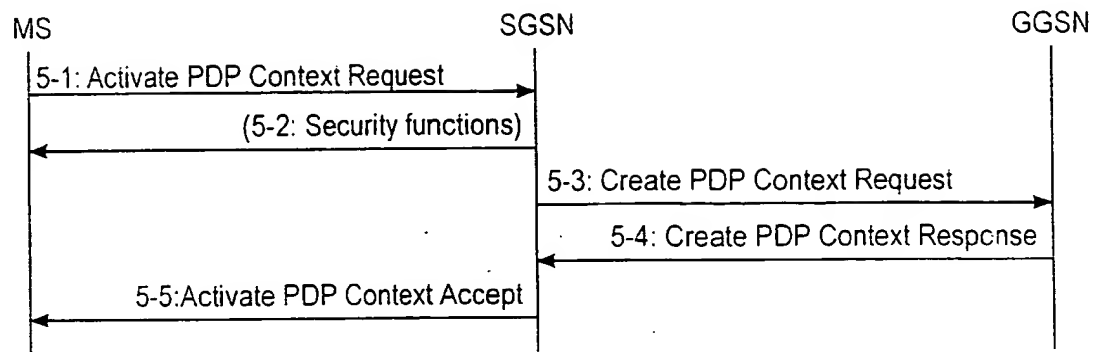 MS SGSN GGSN
5-1: Activate PDP Context Request
(5-2: Security functions)
5-3: Create PDP Context Request
5-4: Create PDP Context Response
5-5:Activate PDP Context Accept